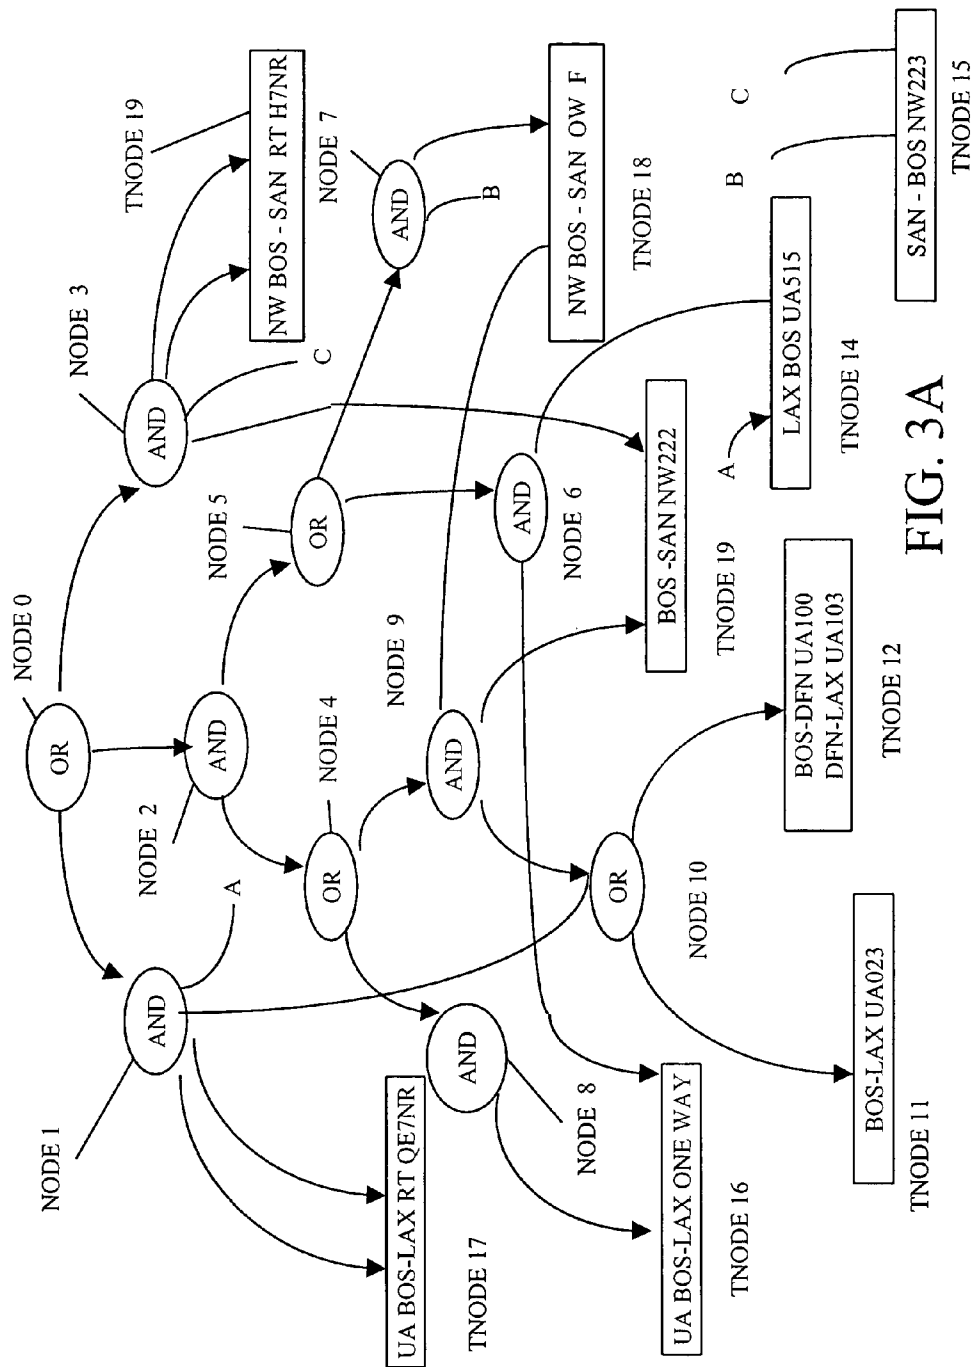 NODE 0
OR
NODE 1
AND
A
NODE 2
AND
NODE 3
AND
C
TNODE 19
NW BOS - SAN RT H7NR
NODE 4
OR
NODE 5
OR
NODE 7
AND
B
UA BOS-LAX RT QE7NR
TNODE 17
AND
NODE 8
NODE 9
AND
AND
NODE 6
NW BOS - SAN OW F
TNODE 18
UA BOS-LAX ONE WAY
TNODE 16
OR
NODE 10
BOS -SAN NW222
TNODE 19
A
LAX BOS UA515
TNODE 14
B
C
SAN - BOS NW223
TNODE 15
BOS-LAX UA023
TNODE 11
BOS-DFN UA100
DFN-LAX UA103
TNODE 12
FIG. 3A